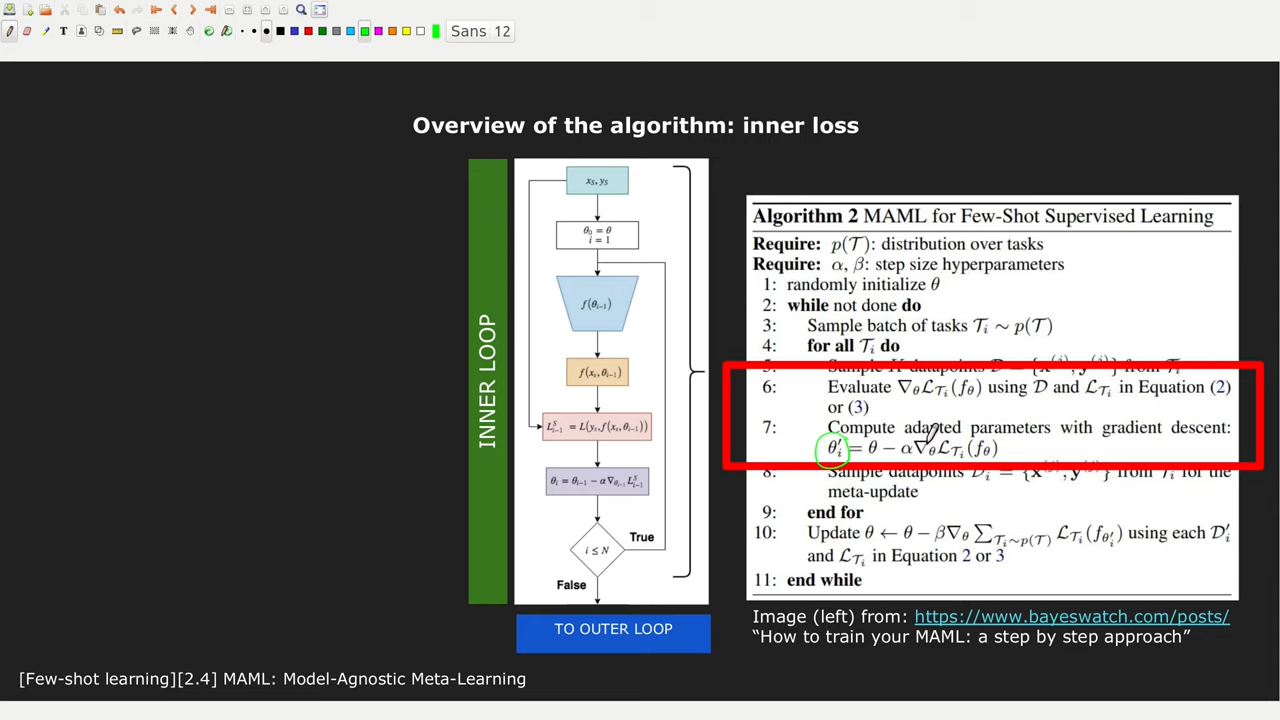 Sans 12
Overview of the algorithm: inner loss
INNER LOOP
x_S, y_S
θ_0 = θ
i = 1
f(θ_{i-1})
f(x_s, θ_{i-1})
L^S_{i-1} = L(y_s, f(x_s, θ_{i-1}))
θ_i = θ_{i-1} − α ∇_{θ_{i-1}} L^S_{i-1}
i ≤ N
True
False
TO OUTER LOOP
Algorithm 2 MAML for Few-Shot Supervised Learning
Require: p(𝒯): distribution over tasks
Require: α, β: step size hyperparameters
1: randomly initialize θ
2: while not done do
3: Sample batch of tasks 𝒯_i ∼ p(𝒯)
4: for all 𝒯_i do
5: Sample K datapoints 𝒟 = {x^(j), y^(j)} from 𝒯_i
6: Evaluate ∇_θ ℒ_{𝒯_i}(f_θ) using 𝒟 and ℒ_{𝒯_i} in Equation (2)
or (3)
7: Compute adapted parameters with gradient descent:
θ'_i = θ − α∇_θ ℒ_{𝒯_i}(f_θ)
8: Sample datapoints 𝒟'_i = {x^(j), y^(j)} from 𝒯_i for the
meta-update
9: end for
10: Update θ ← θ − β∇_θ ∑_{𝒯_i∼p(𝒯)} ℒ_{𝒯_i}(f_{θ'_i}) using each 𝒟'_i
and ℒ_{𝒯_i} in Equation 2 or 3
11: end while
Image (left) from: https://www.bayeswatch.com/posts/
“How to train your MAML: a step by step approach”
[Few-shot learning][2.4] MAML: Model-Agnostic Meta-Learning